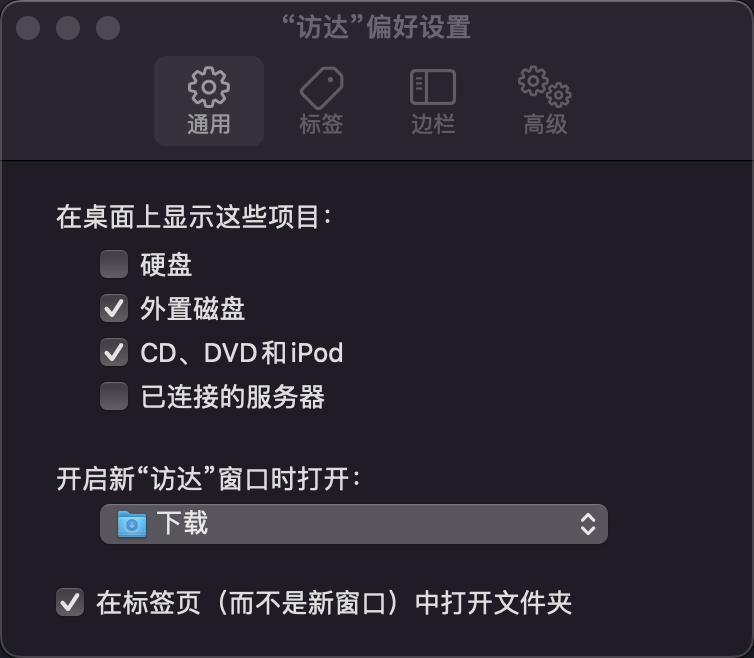 “访达”偏好设置
通用
标签
边栏
高级
在桌面上显示这些项目：
硬盘
外置磁盘
CD、DVD和iPod
已连接的服务器
开启新“访达”窗口时打开：
下载
在标签页（而不是新窗口）中打开文件夹